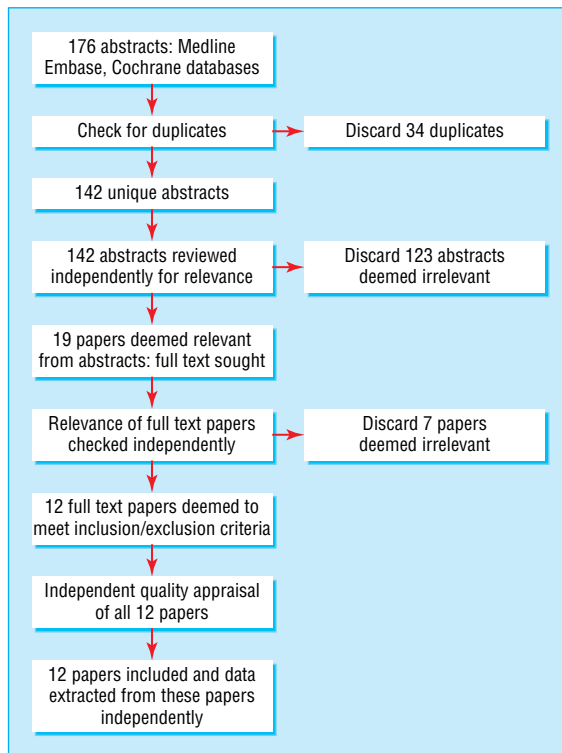 176 abstracts: Medline
Embase, Cochrane databases
Check for duplicates
Discard 34 duplicates
142 unique abstracts
142 abstracts reviewed
independently for relevance
Discard 123 abstracts
deemed irrelevant
19 papers deemed relevant
from abstracts: full text sought
Relevance of full text papers
checked independently
Discard 7 papers
deemed irrelevant
12 full text papers deemed to
meet inclusion/exclusion criteria
Independent quality appraisal
of all 12 papers
12 papers included and data
extracted from these papers
independently